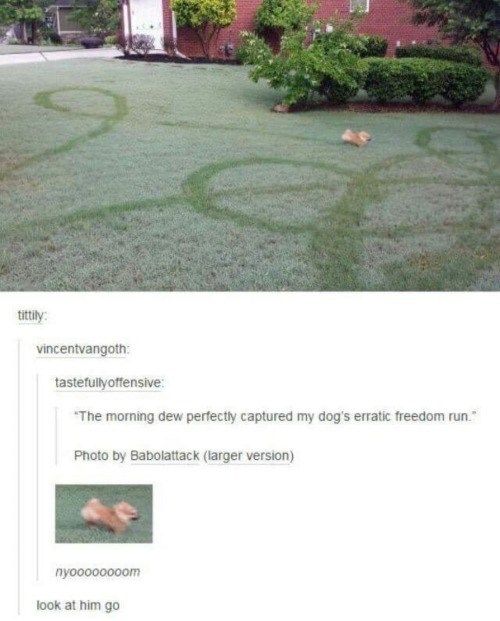 tittily:
vincentvangoth:
tastefullyoffensive:
"The morning dew perfectly captured my dog's erratic freedom run."
Photo by Babolattack (larger version)
nyoooooooom
look at him go